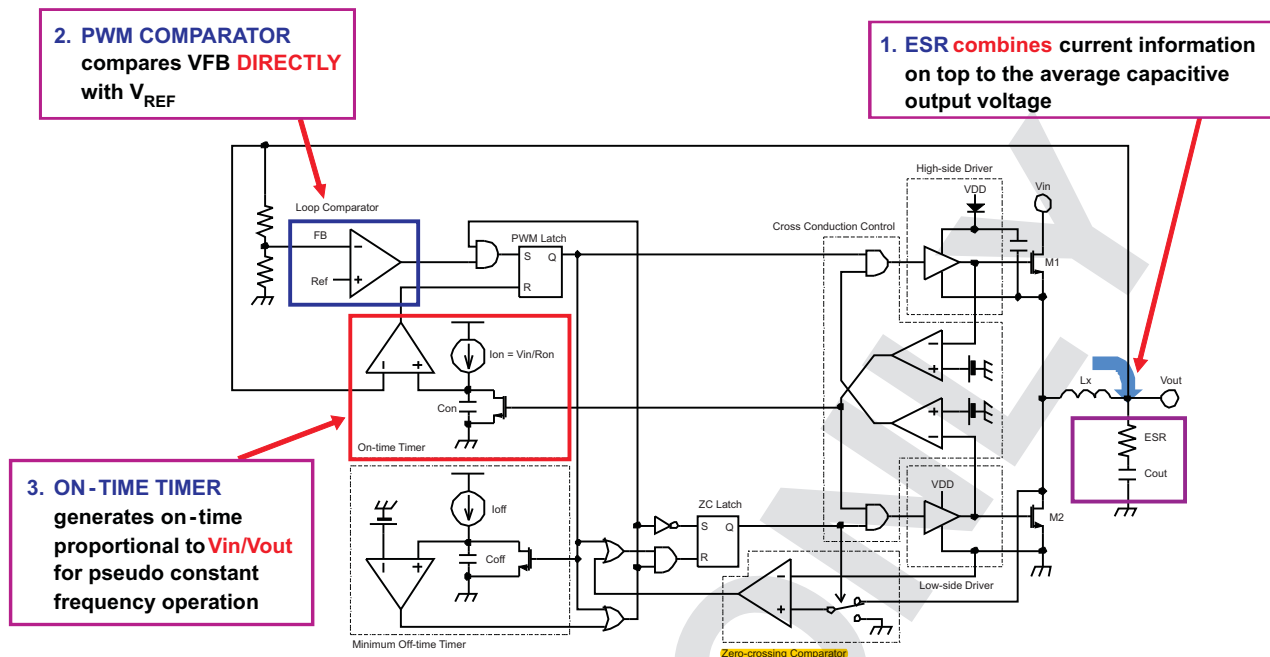 2. PWM COMPARATOR
compares VFB DIRECTLY
with VREF
1. ESR combines current information
on top to the average capacitive
output voltage
High-side Driver
VDD
Vin
Loop Comparator
Cross Conduction Control
FB
PWM Latch
S
Q
M1
Ref
R
Ion = Vin/Ron
Lx
Vout
Con
ESR
On-time Timer
Cout
3. ON-TIME TIMER
generates on-time
proportional to Vin/Vout
for pseudo constant
frequency operation
Ioff
ZC Latch
VDD
S
Q
M2
Coff
R
Low-side Driver
Minimum Off-time Timer
Zero-crossing Comparator
ONLY